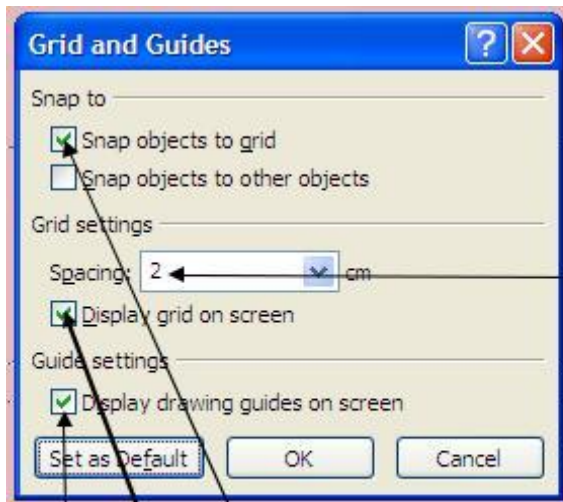 Grid and Guides
Snap to
Snap objects to grid
Snap objects to other objects
Grid settings
Spacing: 2 cm
Display grid on screen
Guide settings
Display drawing guides on screen
Set as Default OK Cancel